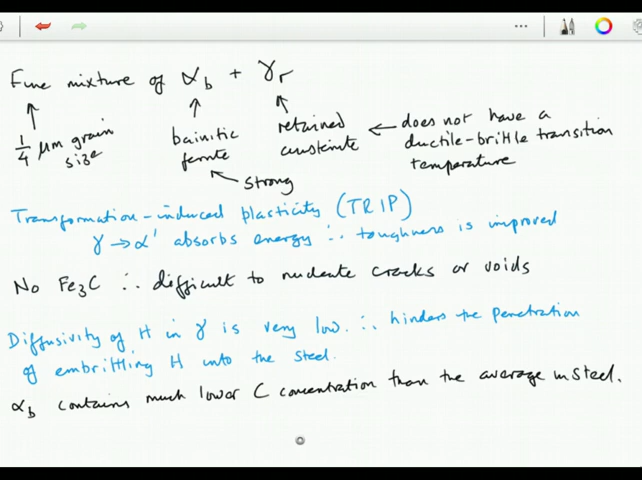 Fine mixture of αb + γr
1/4 μm grain size
bainitic ferrite
retained austenite
does not have a
ductile-brittle transition
temperature
strong
Transformation-induced plasticity (TRIP)
γ → α' absorbs energy ∴ toughness is improved
No Fe3C ∴ difficult to nucleate cracks or voids
Diffusivity of H in γ is very low. ∴ hinders the penetration
of embrittling H into the steel.
αb contains much lower C concentration than the average in steel.